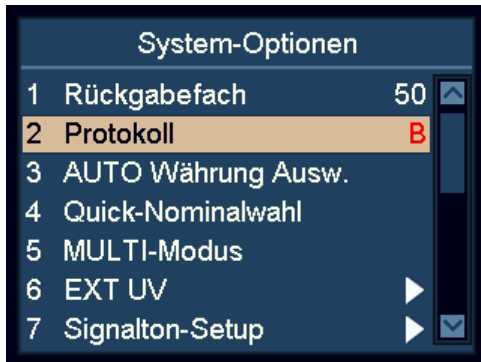 System-Optionen
1 Rückgabefach 50
2 Protokoll B
3 AUTO Währung Ausw.
4 Quick-Nominalwahl
5 MULTI-Modus
6 EXT UV
7 Signalton-Setup